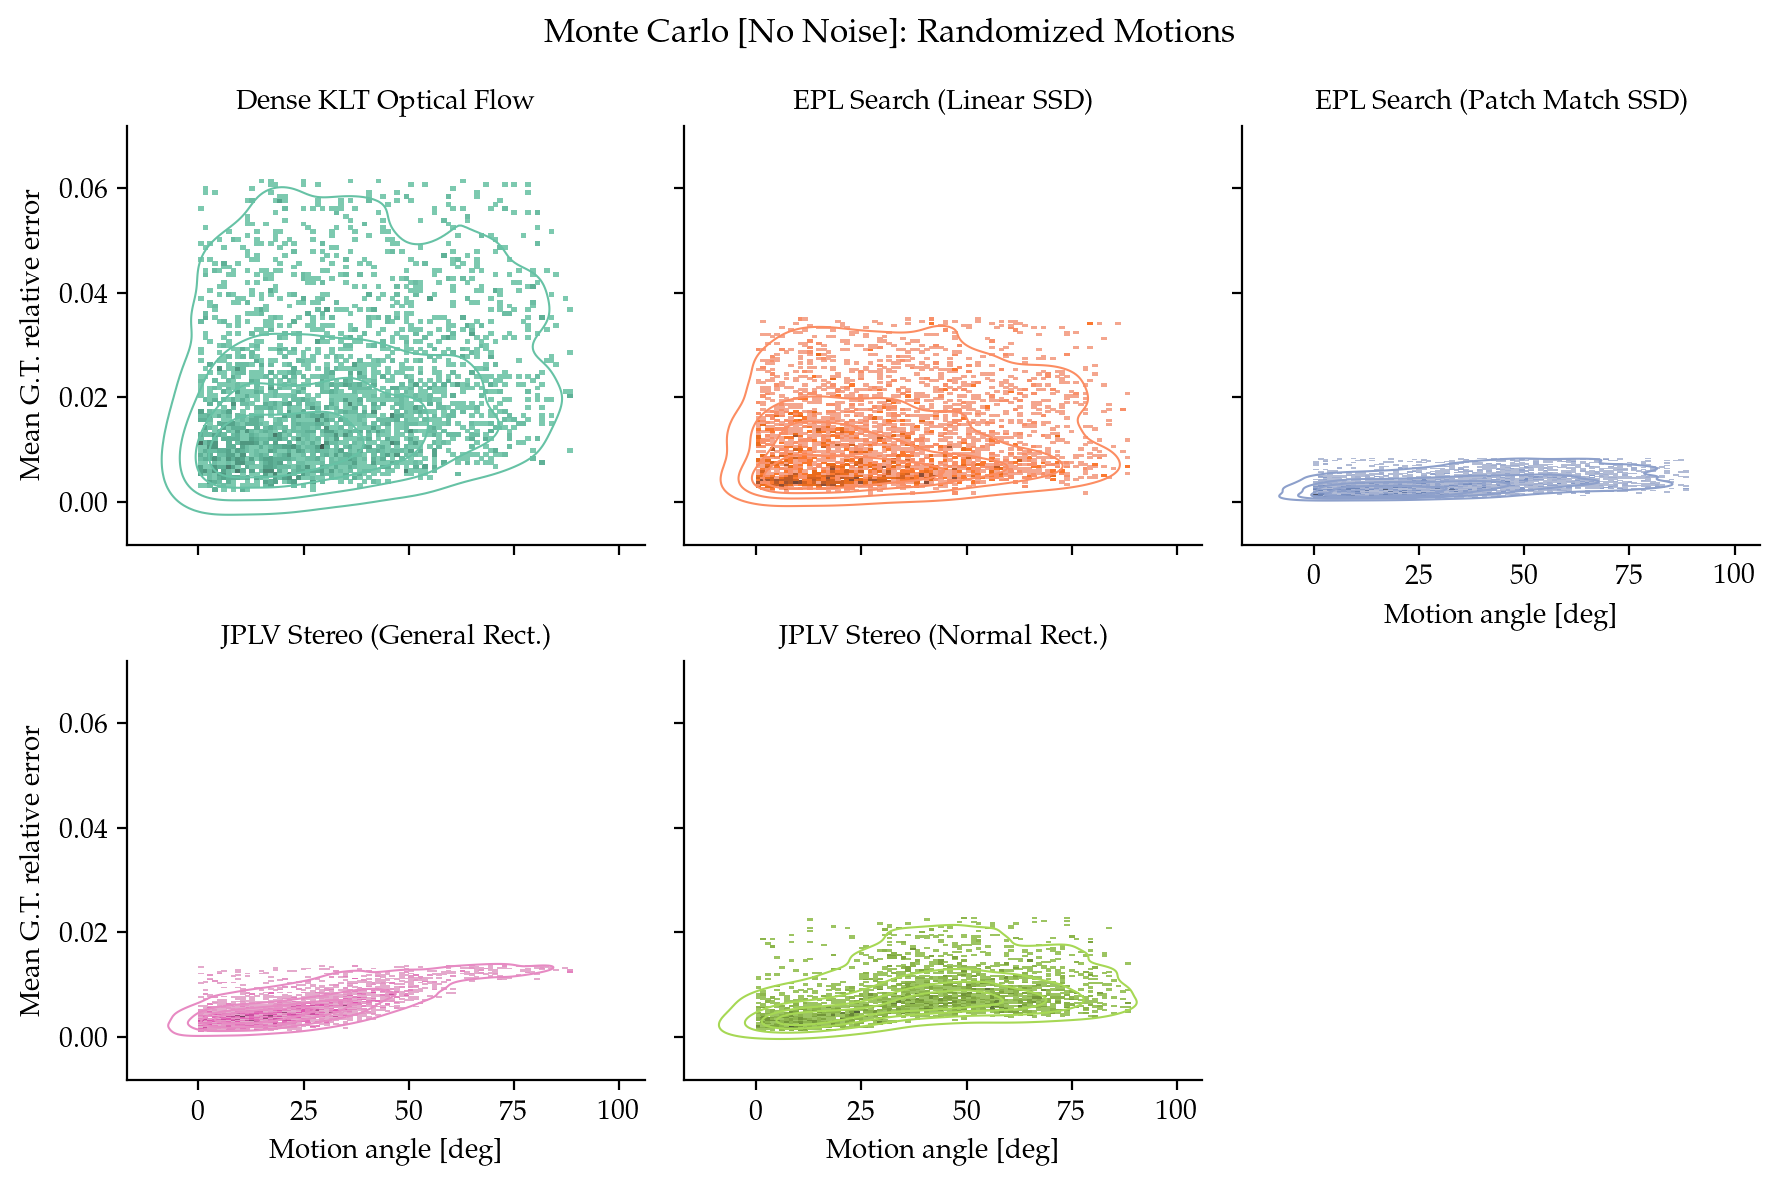 Monte Carlo [No Noise]: Randomized Motions
Dense KLT Optical Flow
EPL Search (Linear SSD)
EPL Search (Patch Match SSD)
Mean G.T. relative error
0.06
0.04
0.02
0.00
0 25 50 75 100
Motion angle [deg]
JPLV Stereo (General Rect.)
JPLV Stereo (Normal Rect.)
Mean G.T. relative error
0.06
0.04
0.02
0.00
0 25 50 75 100
Motion angle [deg]
0 25 50 75 100
Motion angle [deg]